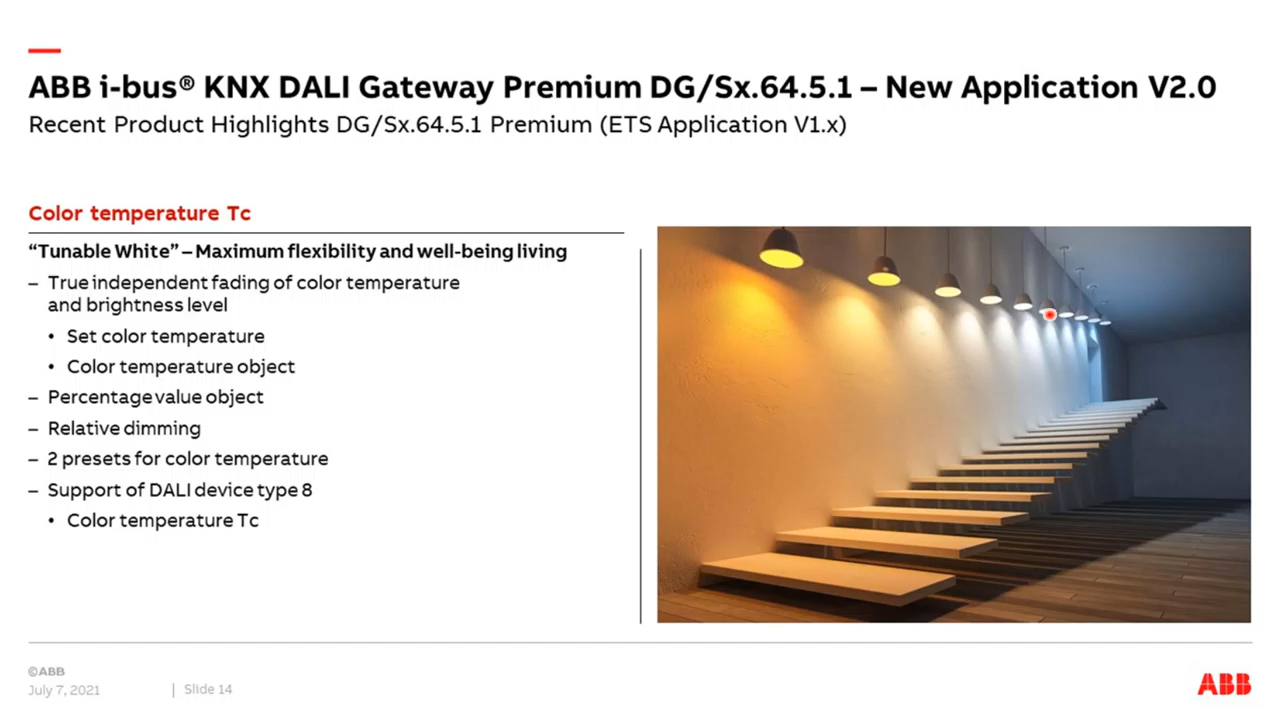 ABB i-bus® KNX DALI Gateway Premium DG/Sx.64.5.1 – New Application V2.0
Recent Product Highlights DG/Sx.64.5.1 Premium (ETS Application V1.x)
Color temperature Tc
“Tunable White” – Maximum flexibility and well-being living
– True independent fading of color temperature
and brightness level
• Set color temperature
• Color temperature object
– Percentage value object
– Relative dimming
– 2 presets for color temperature
– Support of DALI device type 8
• Color temperature Tc
©ABB
July 7, 2021 | Slide 14
ABB